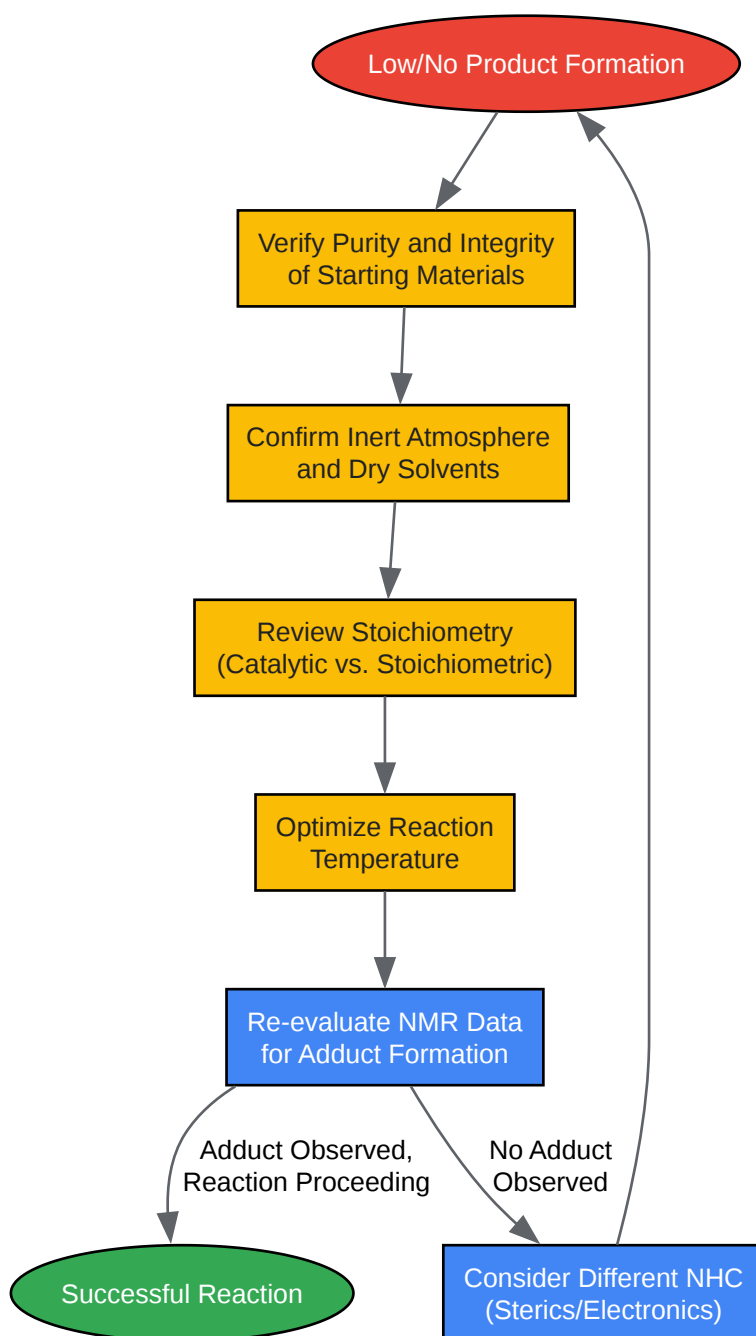 Low/No Product Formation
Verify Purity and Integrity
of Starting Materials
Confirm Inert Atmosphere
and Dry Solvents
Review Stoichiometry
(Catalytic vs. Stoichiometric)
Optimize Reaction
Temperature
Re-evaluate NMR Data
for Adduct Formation
Adduct Observed,
Reaction Proceeding
No Adduct
Observed
Successful Reaction
Consider Different NHC
(Sterics/Electronics)